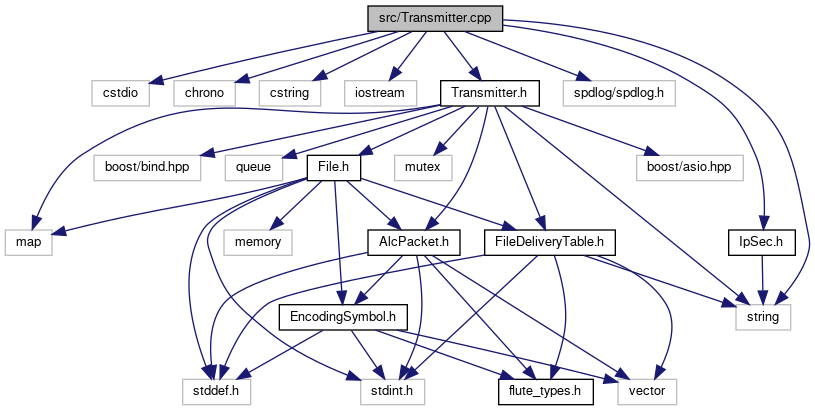 src/Transmitter.cpp
cstdio
chrono
cstring
iostream
Transmitter.h
spdlog/spdlog.h
boost/bind.hpp
queue
File.h
mutex
boost/asio.hpp
map
memory
AlcPacket.h
FileDeliveryTable.h
IpSec.h
EncodingSymbol.h
string
stddef.h
stdint.h
flute_types.h
vector